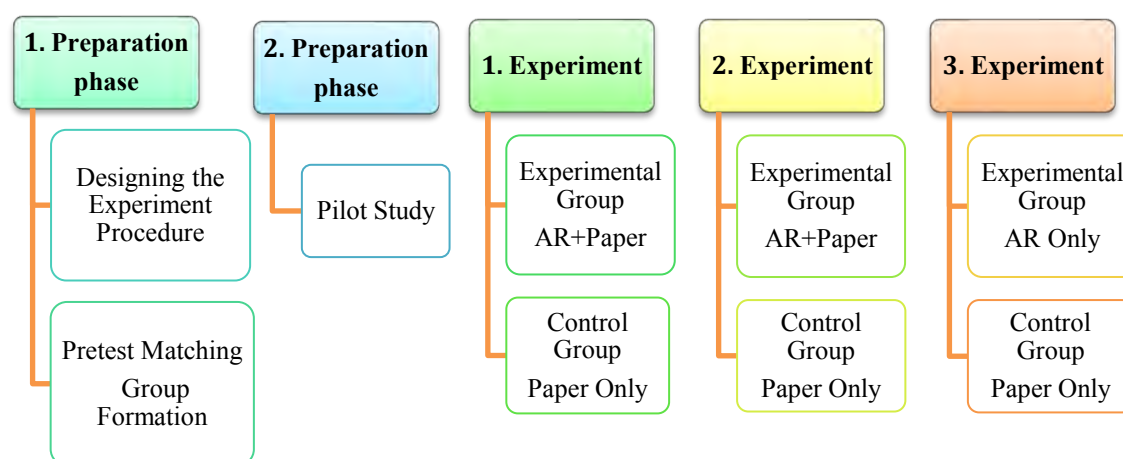 1. Preparation
phase
Designing the
Experiment
Procedure
Pretest Matching
Group
Formation
2. Preparation
phase
Pilot Study
1. Experiment
Experimental
Group
AR+Paper
Control
Group
Paper Only
2. Experiment
Experimental
Group
AR+Paper
Control
Group
Paper Only
3. Experiment
Experimental
Group
AR Only
Control
Group
Paper Only